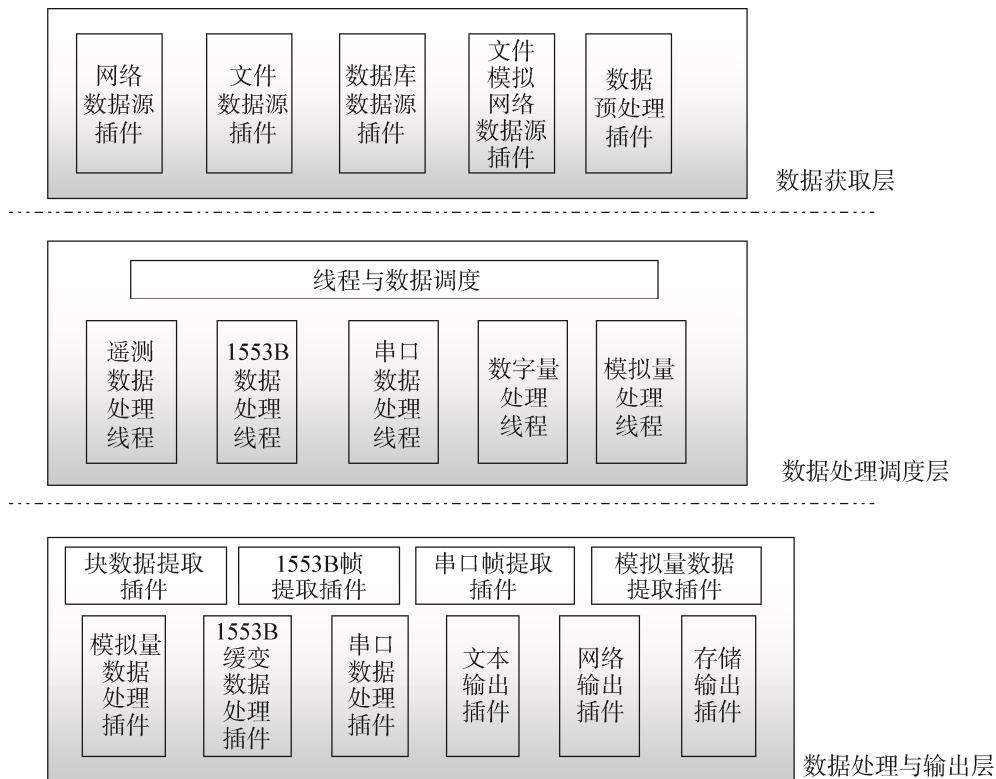 网络
数据源
插件
文件
数据源
插件
数据库
数据源
插件
文件
模拟
网络
数据源
插件
数据
预处理
插件
数据获取层
线程与数据调度
遥测
数据
处理
线程
1553B
数据
处理
线程
串口
数据
处理
线程
数字量
处理
线程
模拟量
处理
线程
数据处理调度层
块数据提取
插件
1553B帧
提取插件
串口帧提取
插件
模拟量数据
提取插件
模拟量
数据
处理
插件
1553B
缓变
数据
处理
插件
串口
数据
处理
插件
文本
输出
插件
网络
输出
插件
存储
输出
插件
数据处理与输出层